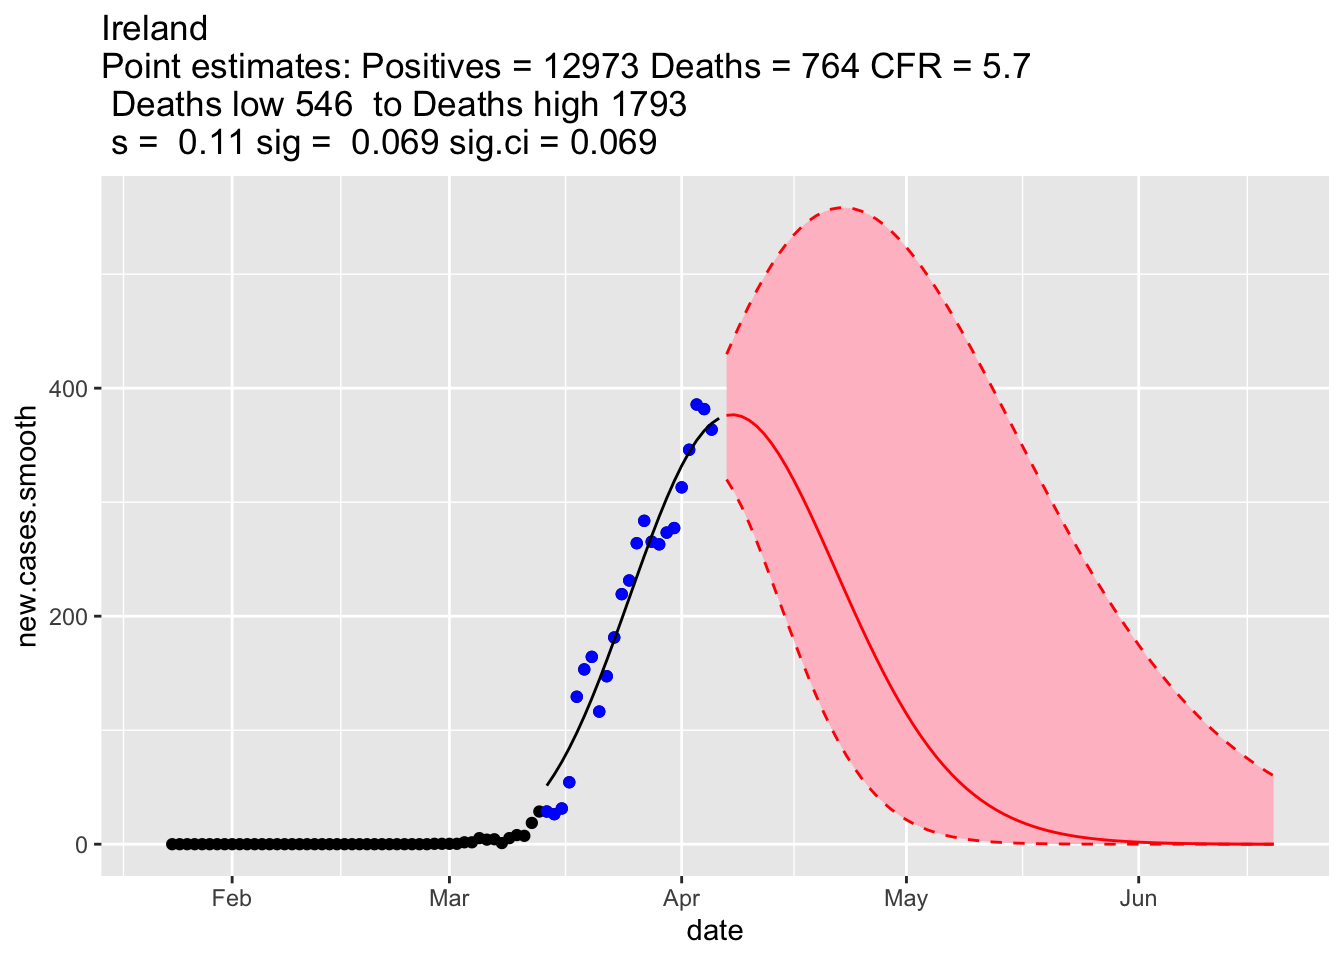 Ireland
Point estimates: Positives = 12973 Deaths = 764 CFR = 5.7
Deaths low 546  to Deaths high 1793
s =  0.11 sig =  0.069 sig.ci = 0.069
new.cases.smooth
400
200
0
Feb Mar Apr May Jun
date